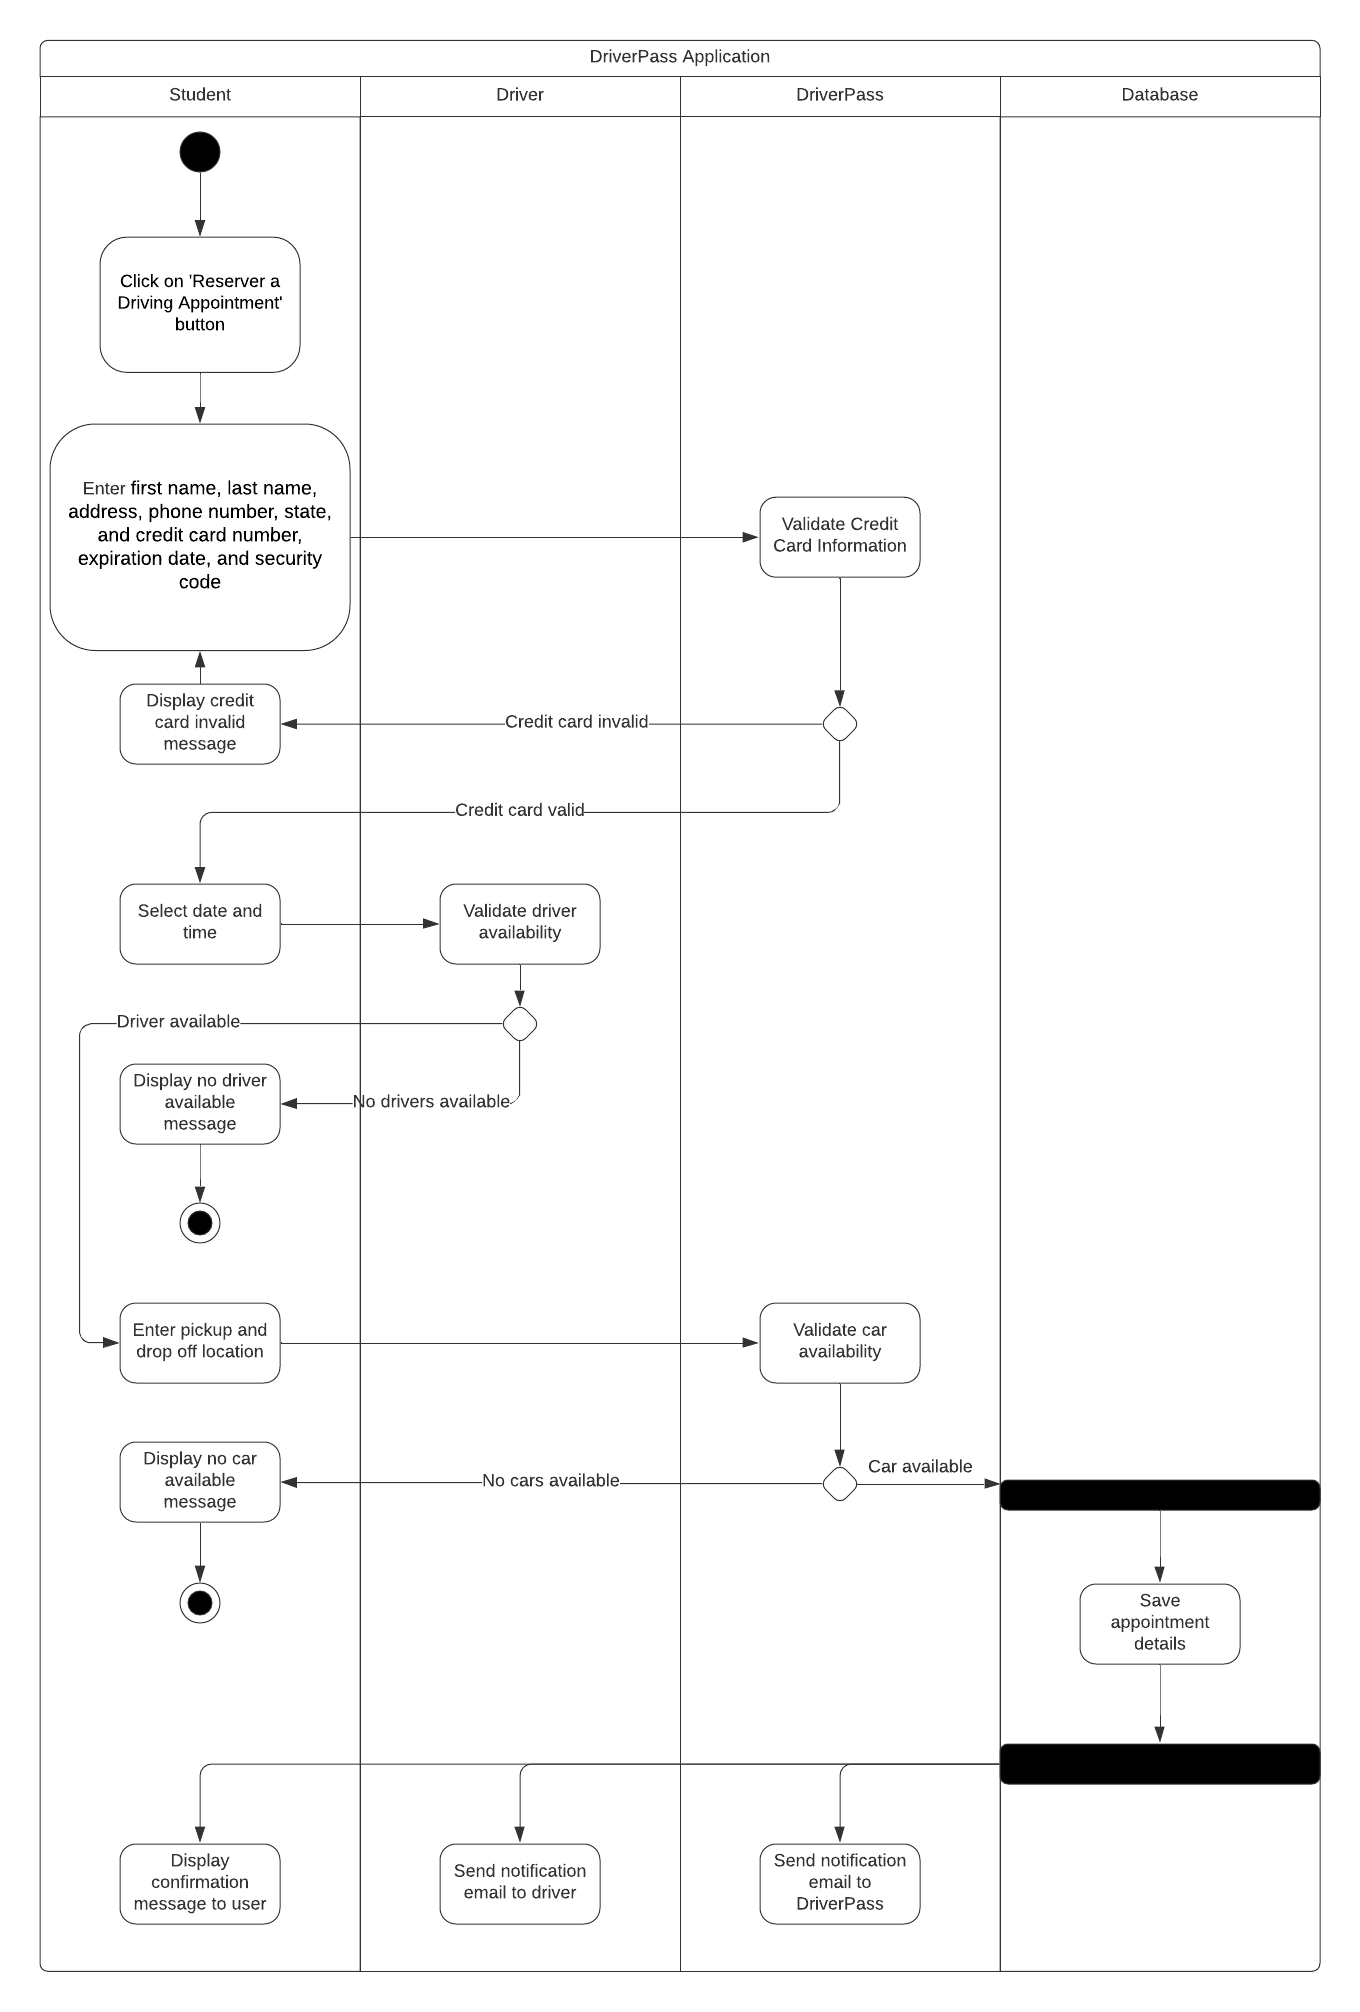 DriverPass Application
Student
Driver
DriverPass
Database
Click on 'Reserver a
Driving Appointment'
button
Enter first name, last name,
address, phone number, state,
and credit card number,
expiration date, and security
code
Validate Credit
Card Information
Display credit
card invalid
message
Credit card invalid
Credit card valid
Select date and
time
Validate driver
availability
Driver available
Display no driver
available
message
No drivers available
Enter pickup and
drop off location
Validate car
availability
Display no car
available
message
No cars available
Car available
Save
appointment
details
Display
confirmation
message to user
Send notification
email to driver
Send notification
email to
DriverPass